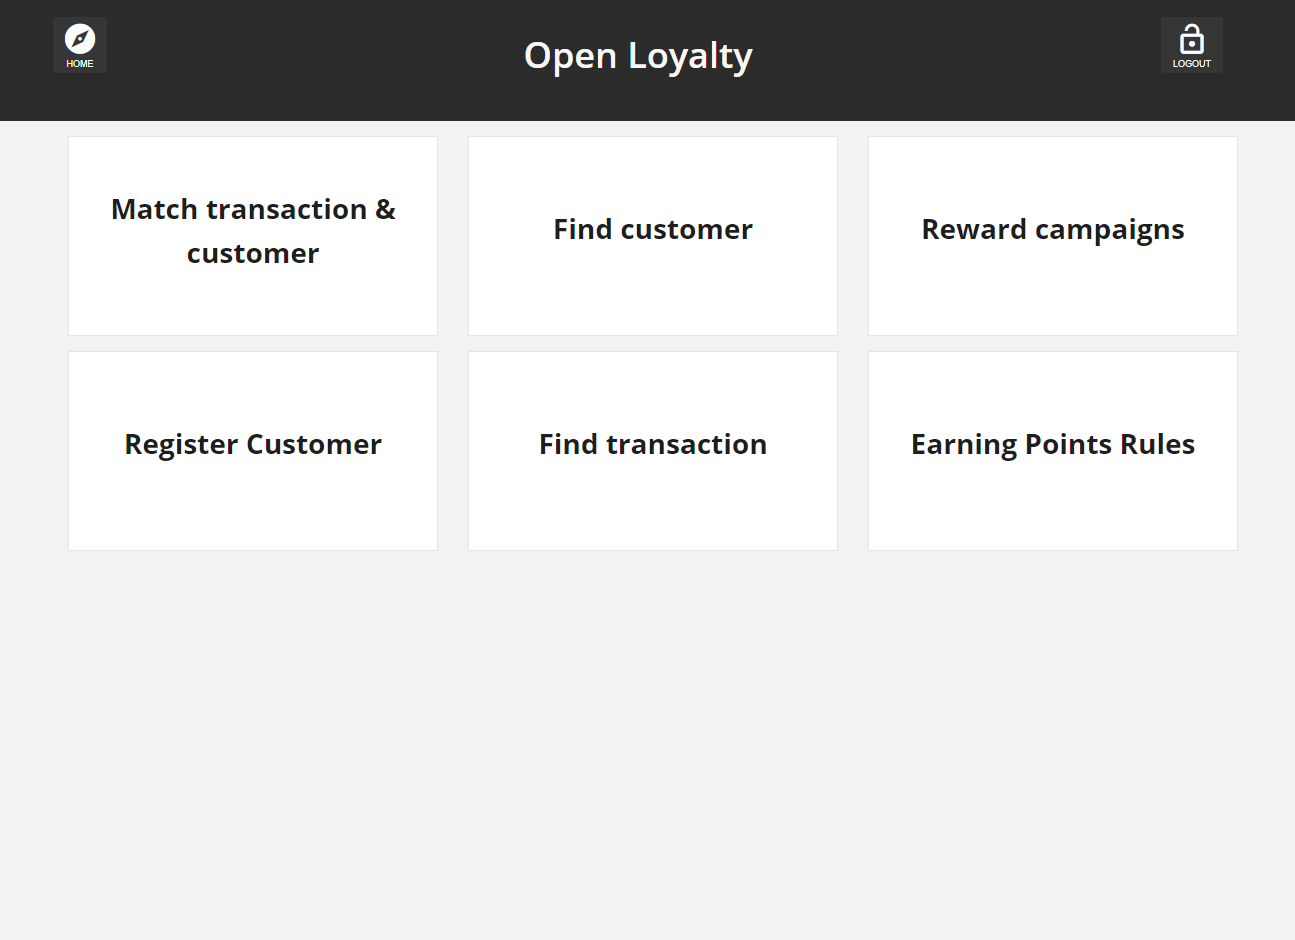 HOME
Open Loyalty
LOGOUT
Match transaction &
customer
Find customer
Reward campaigns
Register Customer
Find transaction
Earning Points Rules